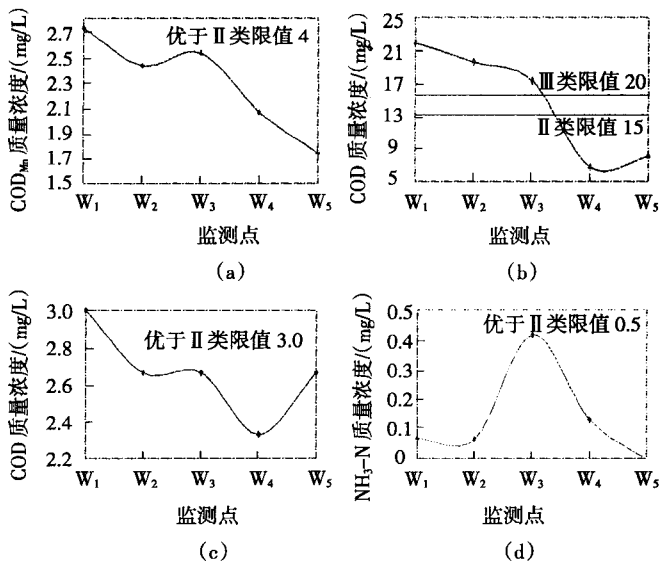 COD_Mn 质量浓度/(mg/L)
2.7
2.5
2.3
2.1
1.9
1.7
1.5
优于Ⅱ类限值 4
W₁ W₂ W₃ W₄ W₅
监测点
(a)
COD 质量浓度/(mg/L)
25
21
17
13
9
5
Ⅲ类限值 20
Ⅱ类限值 15
W₁ W₂ W₃ W₄ W₅
监测点
(b)
COD 质量浓度/(mg/L)
3.0
2.8
2.6
2.4
2.2
优于Ⅱ类限值 3.0
W₁ W₂ W₃ W₄ W₅
监测点
(c)
NH₃-N 质量浓度/(mg/L)
0.5
0.4
0.3
0.2
0.1
0
优于Ⅱ类限值 0.5
W₁ W₂ W₃ W₄ W₅
监测点
(d)